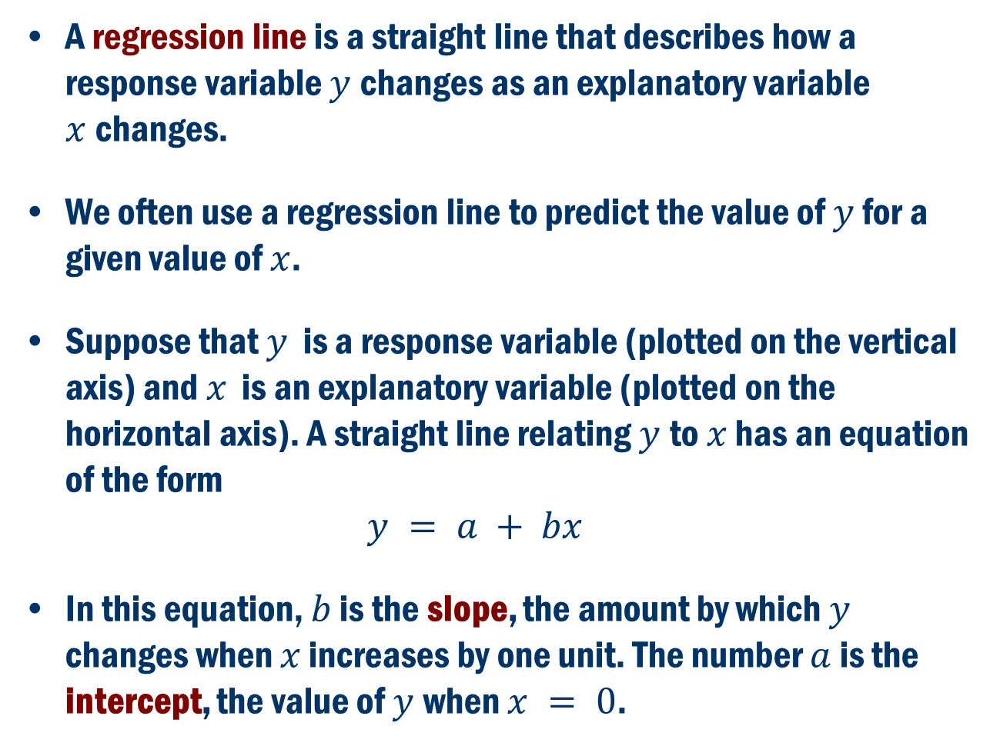 • A regression line is a straight line that describes how a
response variable y changes as an explanatory variable
x changes.
• We often use a regression line to predict the value of y for a
given value of x.
• Suppose that y is a response variable (plotted on the vertical
axis) and x is an explanatory variable (plotted on the
horizontal axis). A straight line relating y to x has an equation
of the form
y = a + bx
• In this equation, b is the slope, the amount by which y
changes when x increases by one unit. The number a is the
intercept, the value of y when x = 0.